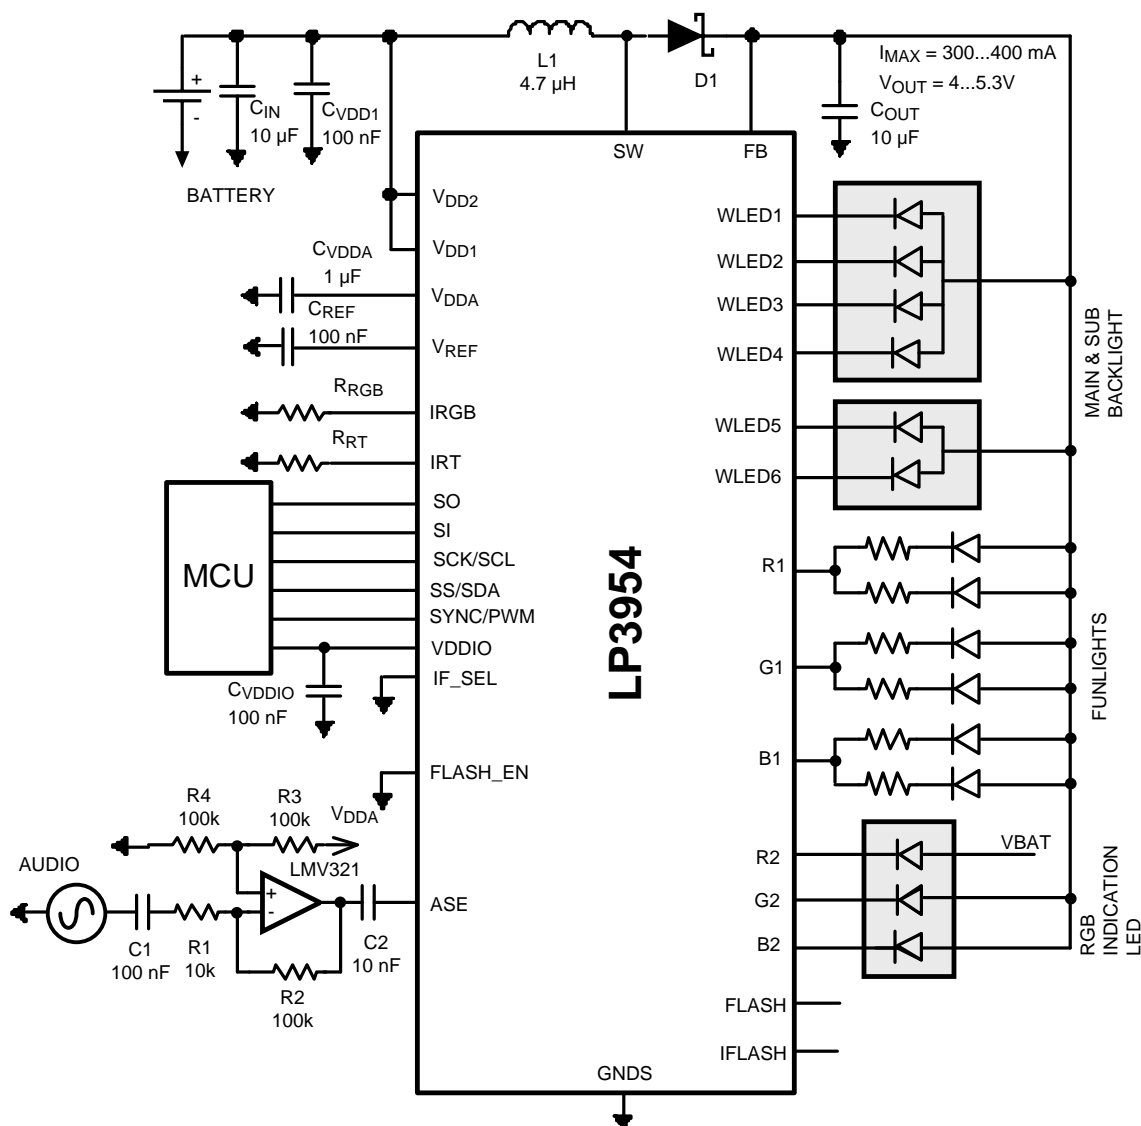 L1
4.7 µH
D1
IMAX = 300...400 mA
VOUT = 4...5.3V
+
-
CIN
10 µF
CVDD1
100 nF
COUT
10 µF
BATTERY
SW
FB
VDD2
VDD1
CVDDA
1 µF
VDDA
CREF
100 nF
VREF
RRGB
IRGB
RRT
IRT
MCU
SO
SI
SCK/SCL
SS/SDA
SYNC/PWM
VDDIO
IF_SEL
CVDDIO
100 nF
FLASH_EN
LP3954
WLED1
WLED2
WLED3
WLED4
MAIN & SUB
BACKLIGHT
WLED5
WLED6
R1
G1
B1
FUNLIGHTS
R2
VBAT
G2
B2
RGB
INDICATION
LED
FLASH
IFLASH
GNDS
R4
100k
R3
100k
VDDA
LMV321
AUDIO
+
-
ASE
C1
100 nF
R1
10k
C2
10 nF
R2
100k